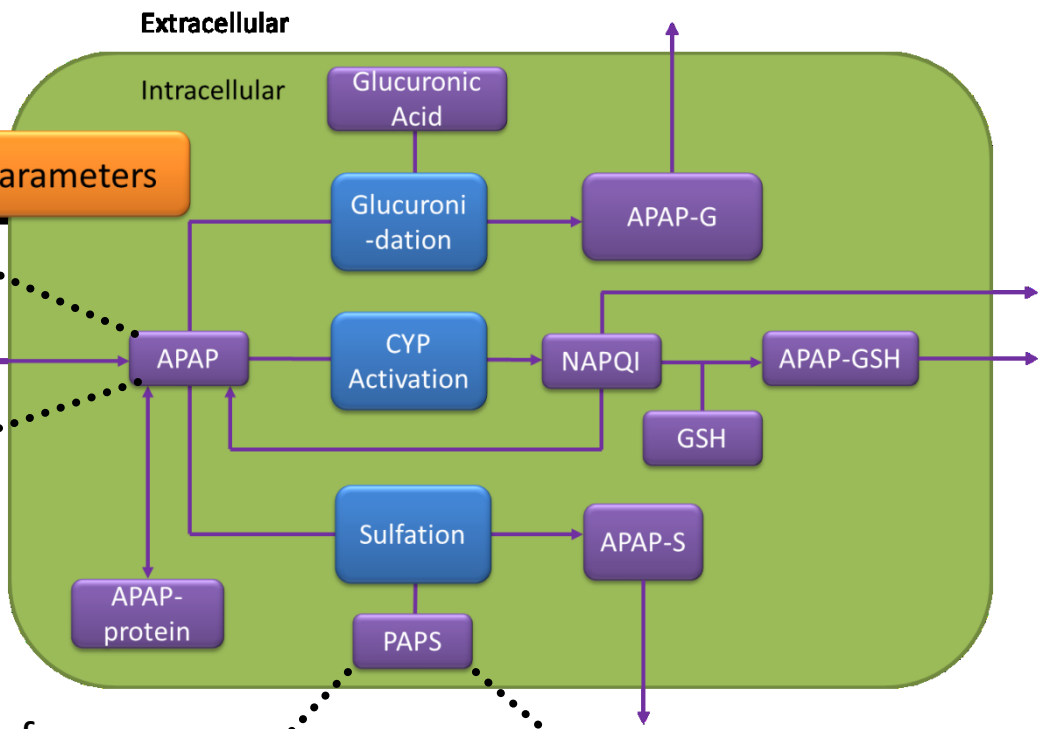 Extracellular
Intracellular
Glucuronic
Acid
arameters
Glucuroni
-dation
APAP-G
APAP
CYP
Activation
NAPQI
APAP-GSH
GSH
Sulfation
APAP-S
APAP-
protein
PAPS